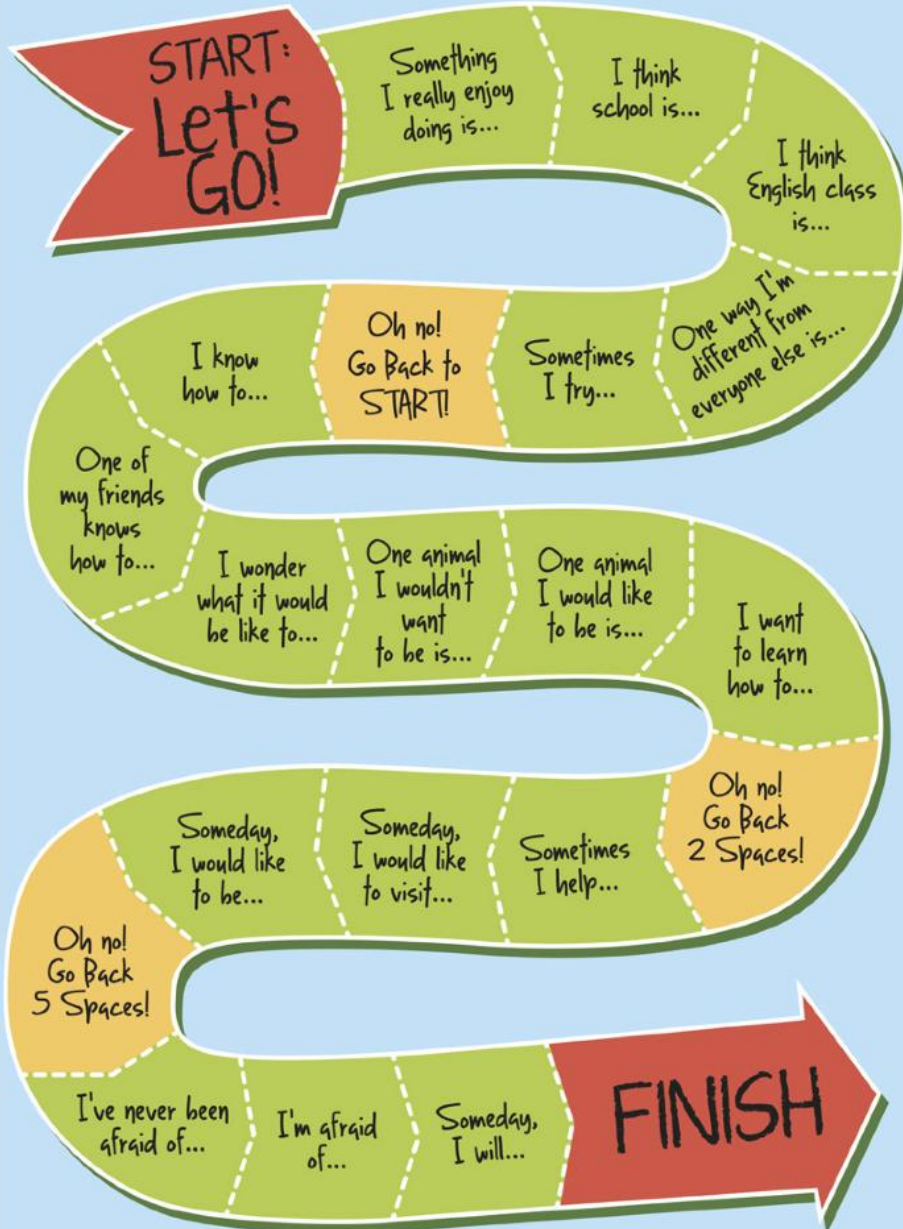 START:
Let's
GO!
Something
I really enjoy
doing is...
I think
school is...
I think
English class
is...
One way I'm
different from
everyone else is...
Sometimes
I try...
Oh no!
Go Back to
START!
I know
how to...
One of
my friends
knows
how to...
I wonder
what it would
be like to...
One animal
I wouldn't
want
to be is...
One animal
I would like
to be is...
I want
to learn
how to...
Oh no!
Go Back
2 Spaces!
Sometimes
I help...
Someday,
I would like
to visit...
Someday,
I would like
to be...
Oh no!
Go Back
5 Spaces!
I've never been
afraid of...
I'm afraid
of...
Someday,
I will...
FINISH